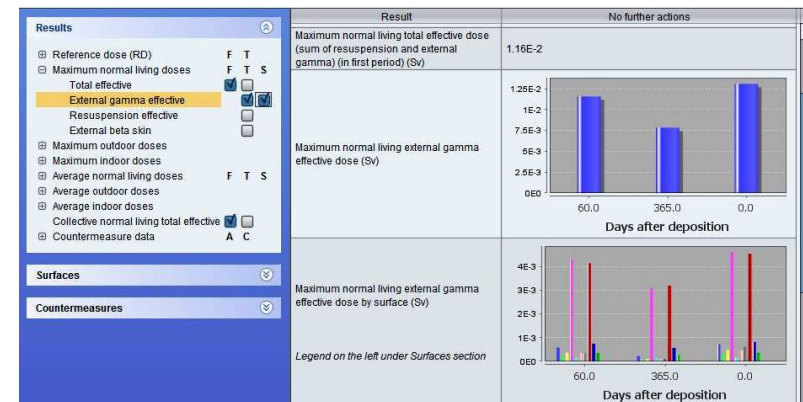 Results
Reference dose (RD) F T
Maximum normal living doses F T S
Total effective
External gamma effective
Resuspension effective
External beta skin
Maximum outdoor doses
Maximum indoor doses
Average normal living doses F T S
Average outdoor doses
Average indoor doses
Collective normal living total effective
Countermeasure data A C
Surfaces
Countermeasures
Result
No further actions
Maximum normal living total effective dose
(sum of resuspension and external
gamma) (in first period) (Sv)
1.16E-2
Maximum normal living external gamma
effective dose (Sv)
1.25E-2
1E-2
7.5E-3
5E-3
2.5E-3
0E0
60.0 365.0 0.0
Days after deposition
Maximum normal living external gamma
effective dose by surface (Sv)
Legend on the left under Surfaces section
4E-3
3E-3
2E-3
1E-3
0E0
60.0 365.0 0.0
Days after deposition